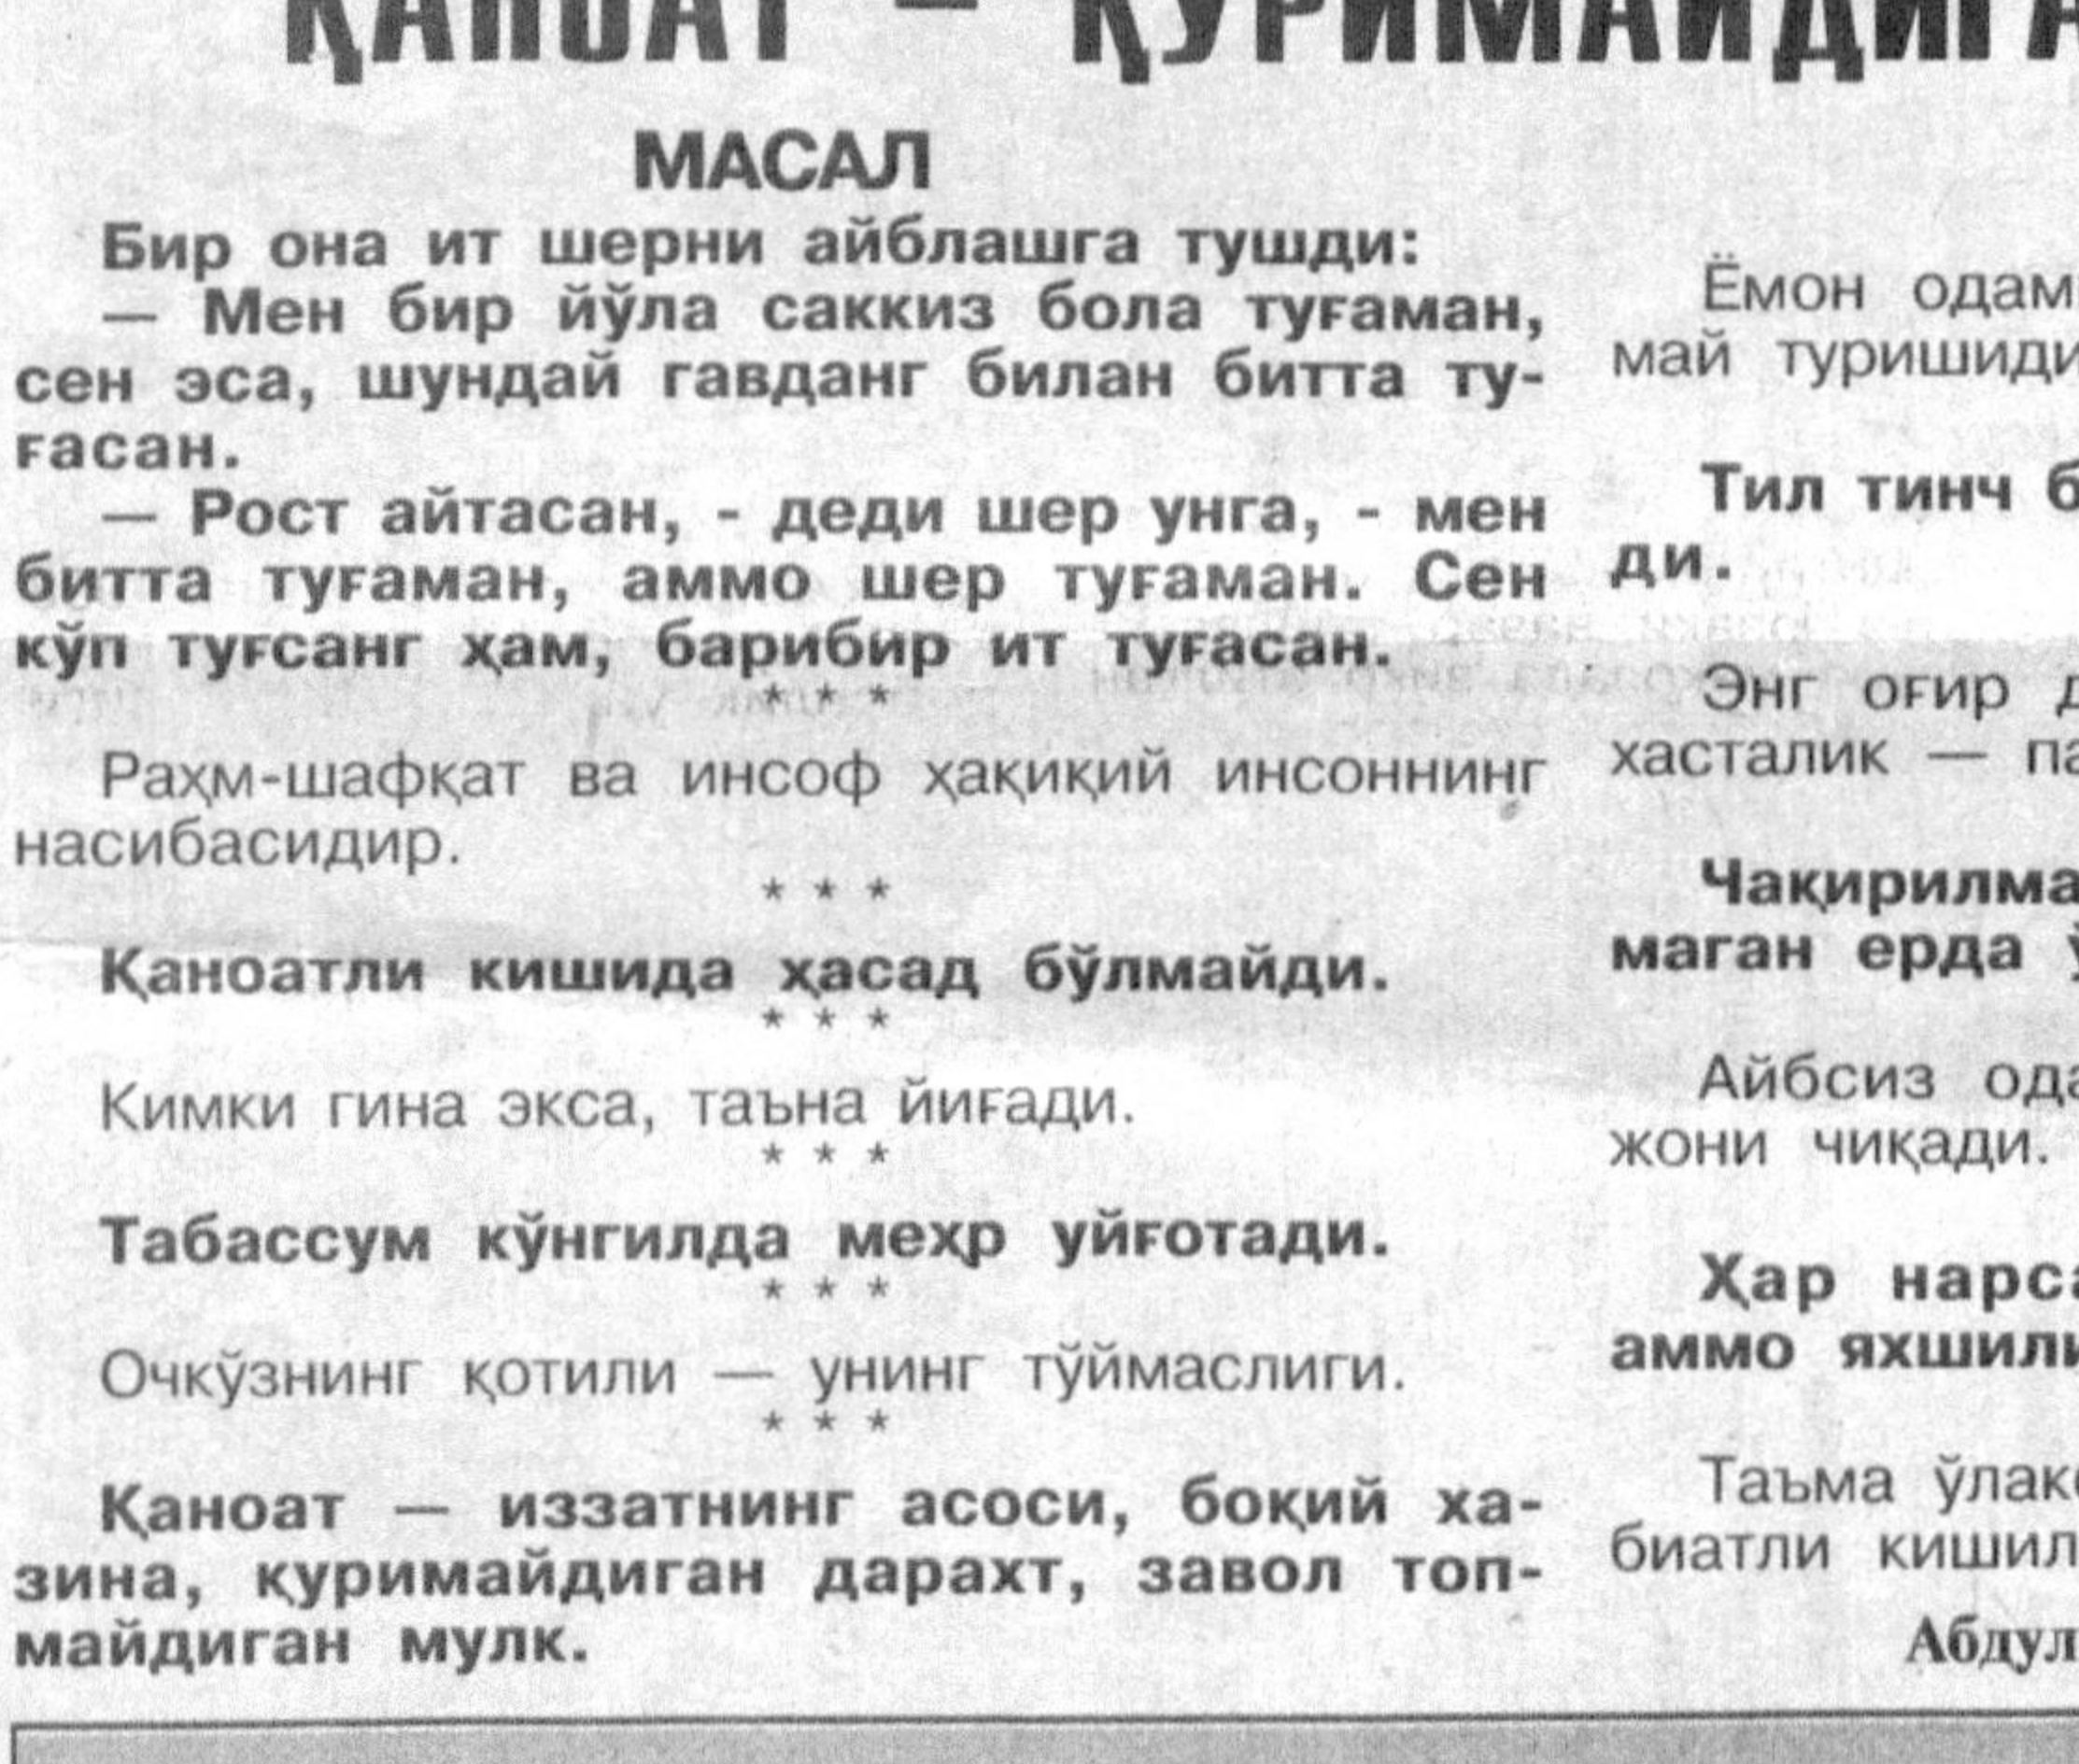 ҚАНОАТ – ҚУРИМАЙДИГА
МАСАЛ
Бир она ит шерни айблашга тушди:
— Мен бир йўла саккиз бола туғаман,
сен эса, шундай гавданг билан битта ту-
ғасан.
— Рост айтасан, - деди шер унга, - мен
битта туғаман, аммо шер туғаман. Сен
кўп туғсанг ҳам, барибир ит туғасан.
* * *
Раҳм-шафқат ва инсоф ҳақиқий инсоннинг
насибасидир.
* * *
Қаноатли кишида ҳасад бўлмайди.
* * *
Кимки гина экса, таъна йиғади.
* * *
Табассум кўнгилда меҳр уйғотади.
* * *
Очкўзнинг қотили — унинг тўймаслиги.
* * *
Қаноат — иззатнинг асоси, боқий ха-
зина, қуримайдиган дарахт, завол топ-
майдиган мулк.
Ёмон одам
май туришиди
Тил тинч б
ди.
Энг оғир д
хасталик — па
Чақирилма
маган ерда ў
Айбсиз ода
жони чиқади.
Ҳар нарса
аммо яхшили
Таъма ўлак
биатли кишил
Абдул